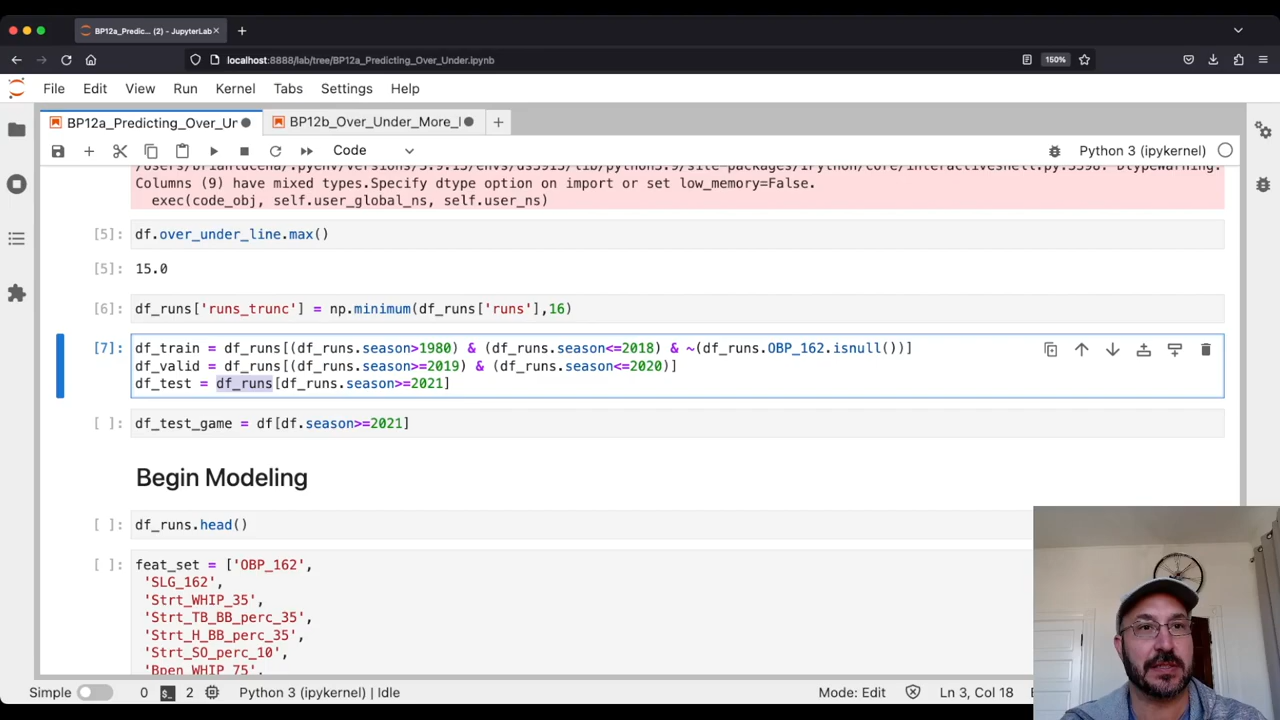 BP12a_Predic… (2) - JupyterLab
localhost:8888/lab/tree/BP12a_Predicting_Over_Under.ipynb
150%
File Edit View Run Kernel Tabs Settings Help
BP12a_Predicting_Over_Ur
BP12b_Over_Under_More_I
Code
Python 3 (ipykernel)
Columns (9) have mixed types.Specify dtype option on import or set low_memory=False.
exec(code_obj, self.user_global_ns, self.user_ns)
[5]: df.over_under_line.max()
[5]: 15.0
[6]: df_runs['runs_trunc'] = np.minimum(df_runs['runs'],16)
[7]: df_train = df_runs[(df_runs.season>1980) & (df_runs.season<=2018) & ~(df_runs.OBP_162.isnull())]
df_valid = df_runs[(df_runs.season>=2019) & (df_runs.season<=2020)]
df_test = df_runs[df_runs.season>=2021]
[ ]: df_test_game = df[df.season>=2021]
Begin Modeling
[ ]: df_runs.head()
[ ]: feat_set = ['OBP_162',
'SLG_162',
'Strt_WHIP_35',
'Strt_TB_BB_perc_35',
'Strt_H_BB_perc_35',
'Strt_SO_perc_10',
'Bpen_WHIP_75',
Simple 0 2 Python 3 (ipykernel) | Idle
Mode: Edit Ln 3, Col 18